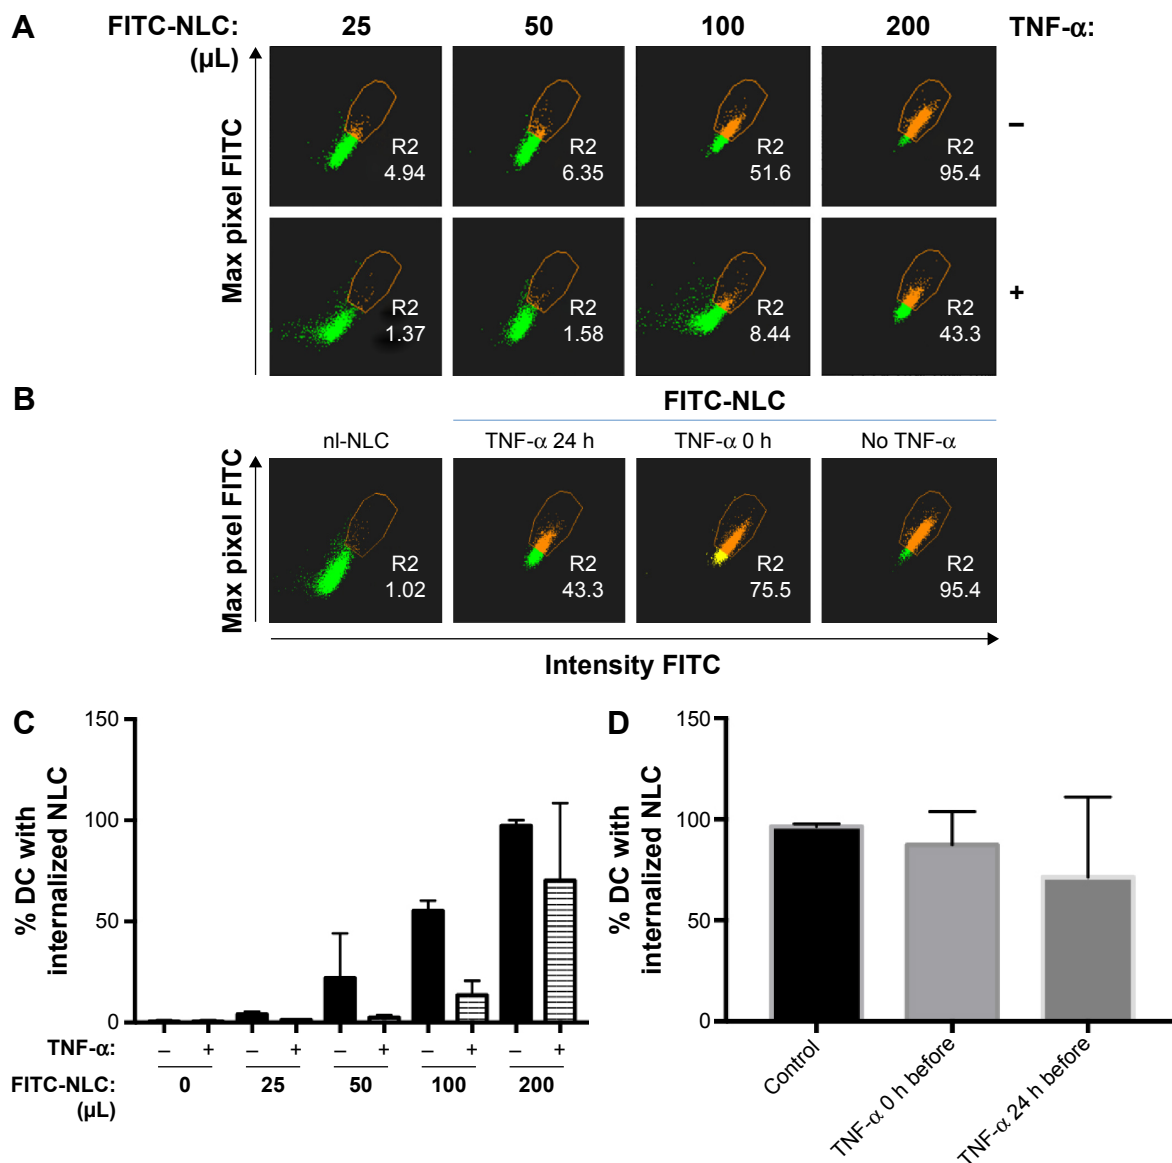 A
FITC-NLC: 25 50 100 200 TNF-α:
(µL)
Max pixel FITC
R2 R2 R2 R2 –
4.94 6.35 51.6 95.4
R2 R2 R2 R2 +
1.37 1.58 8.44 43.3
B
FITC-NLC
nl-NLC TNF-α 24 h TNF-α 0 h No TNF-α
Max pixel FITC
R2 R2 R2 R2
1.02 43.3 75.5 95.4
Intensity FITC
C
% DC with
internalized NLC
150
100
50
0
TNF-α: – + – + – + – + – +
FITC-NLC: 0 25 50 100 200
(µL)
D
% DC with
internalized NLC
150
100
50
0
Control
TNF-α 0 h before
TNF-α 24 h before